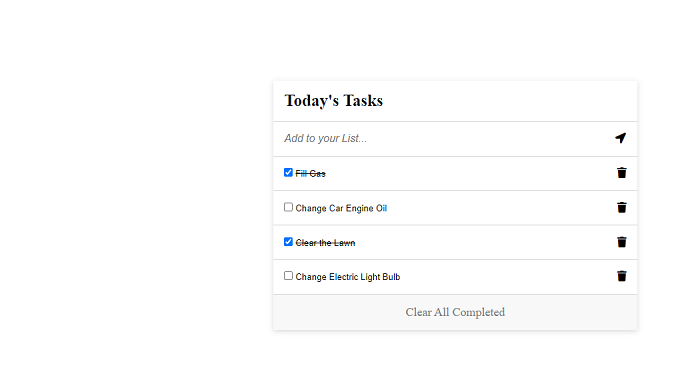 Today's Tasks
Add to your List...
Fill Gas
Change Car Engine Oil
Clear the Lawn
Change Electric Light Bulb
Clear All Completed